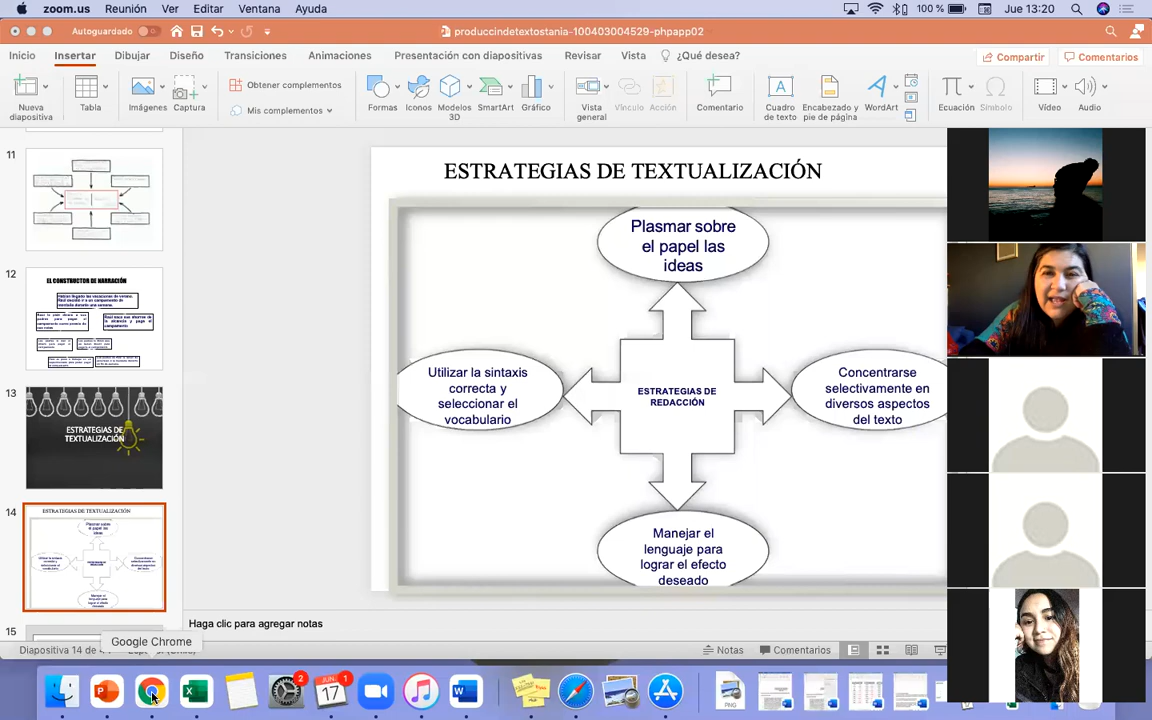 zoom.us Reunión Ver Editar Ventana Ayuda 100 % Jue 13:20
Autoguardado produccindetextostania-100403004529-phpapp02
Inicio Insertar Dibujar Diseño Transiciones Animaciones Presentación con diapositivas Revisar Vista ¿Qué desea? Compartir Comentarios
Nueva diapositiva
Tabla
Imágenes
Captura
Obtener complementos
Mis complementos
Formas
Iconos
Modelos 3D
SmartArt
Gráfico
Vista general
Vínculo
Acción
Comentario
Cuadro de texto
Encabezado y pie de página
WordArt
Ecuación
Símbolo
Vídeo
Audio
11
12
EL CONSTRUCTOR DE NARRACIÓN
13
ESTRATEGIAS DE
TEXTUALIZACIÓN
14
ESTRATEGIAS DE TEXTUALIZACIÓN
15
ESTRATEGIAS DE TEXTUALIZACIÓN
Plasmar sobre
el papel las
ideas
Utilizar la sintaxis
correcta y
seleccionar el
vocabulario
ESTRATEGIAS DE
REDACCIÓN
Concentrarse
selectivamente en
diversos aspectos
del texto
Manejar el
lenguaje para
lograr el efecto
deseado
Haga clic para agregar notas
Google Chrome
Diapositiva 14 de
Notas Comentarios
2
JUN.
17
1
PNG